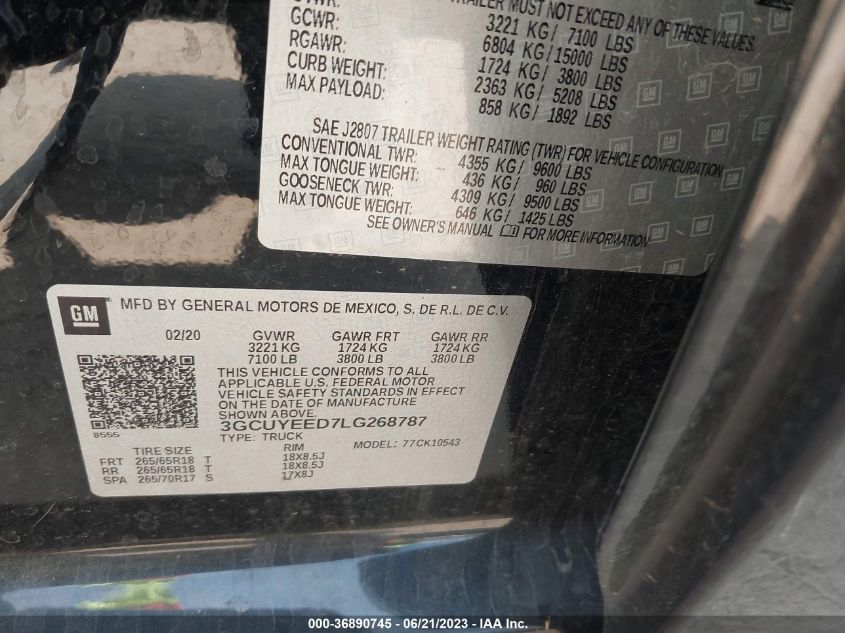 TRAILER MUST NOT EXCEED ANY OF THESE VALUES
GVWR: 3221 KG/ 7100 LBS
GCWR: 6804 KG/15000 LBS
RGAWR: 1724 KG/ 3800 LBS
CURB WEIGHT: 2363 KG/ 5208 LBS
MAX PAYLOAD: 858 KG/ 1892 LBS
SAE J2807 TRAILER WEIGHT RATING (TWR) FOR VEHICLE CONFIGURATION
CONVENTIONAL TWR: 4355 KG/ 9600 LBS
MAX TONGUE WEIGHT: 436 KG/ 960 LBS
GOOSENECK TWR: 4309 KG/ 9500 LBS
MAX TONGUE WEIGHT: 646 KG/ 1425 LBS
SEE OWNER'S MANUAL FOR MORE INFORMATION
GM MFD BY GENERAL MOTORS DE MEXICO, S. DE R.L. DE C.V.
02/20 GVWR GAWR FRT GAWR RR
3221 KG 1724 KG 1724 KG
7100 LB 3800 LB 3800 LB
THIS VEHICLE CONFORMS TO ALL
APPLICABLE U.S. FEDERAL MOTOR
VEHICLE SAFETY STANDARDS IN EFFECT
ON THE DATE OF MANUFACTURE
SHOWN ABOVE.
8555
3GCUYEED7LG268787
TYPE: TRUCK MODEL: 77CK10543
TIRE SIZE RIM
FRT 265/65R18 T 18X8.5J
RR 265/65R18 T 18X8.5J
SPA 265/70R17 S 17X8J
000-36890745 - 06/21/2023 - IAAI.COM